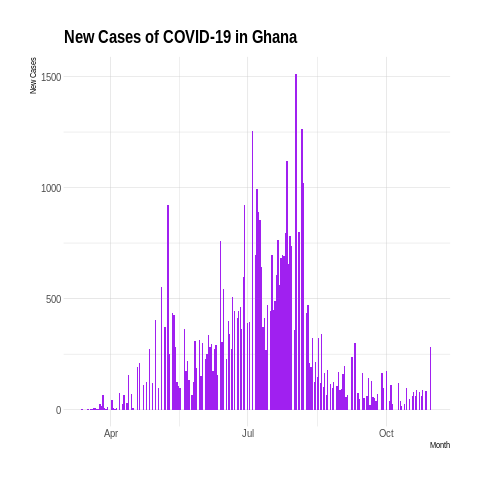 New Cases of COVID-19 in Ghana
New Cases
1500
1000
500
0
Apr
Jul
Oct
Month